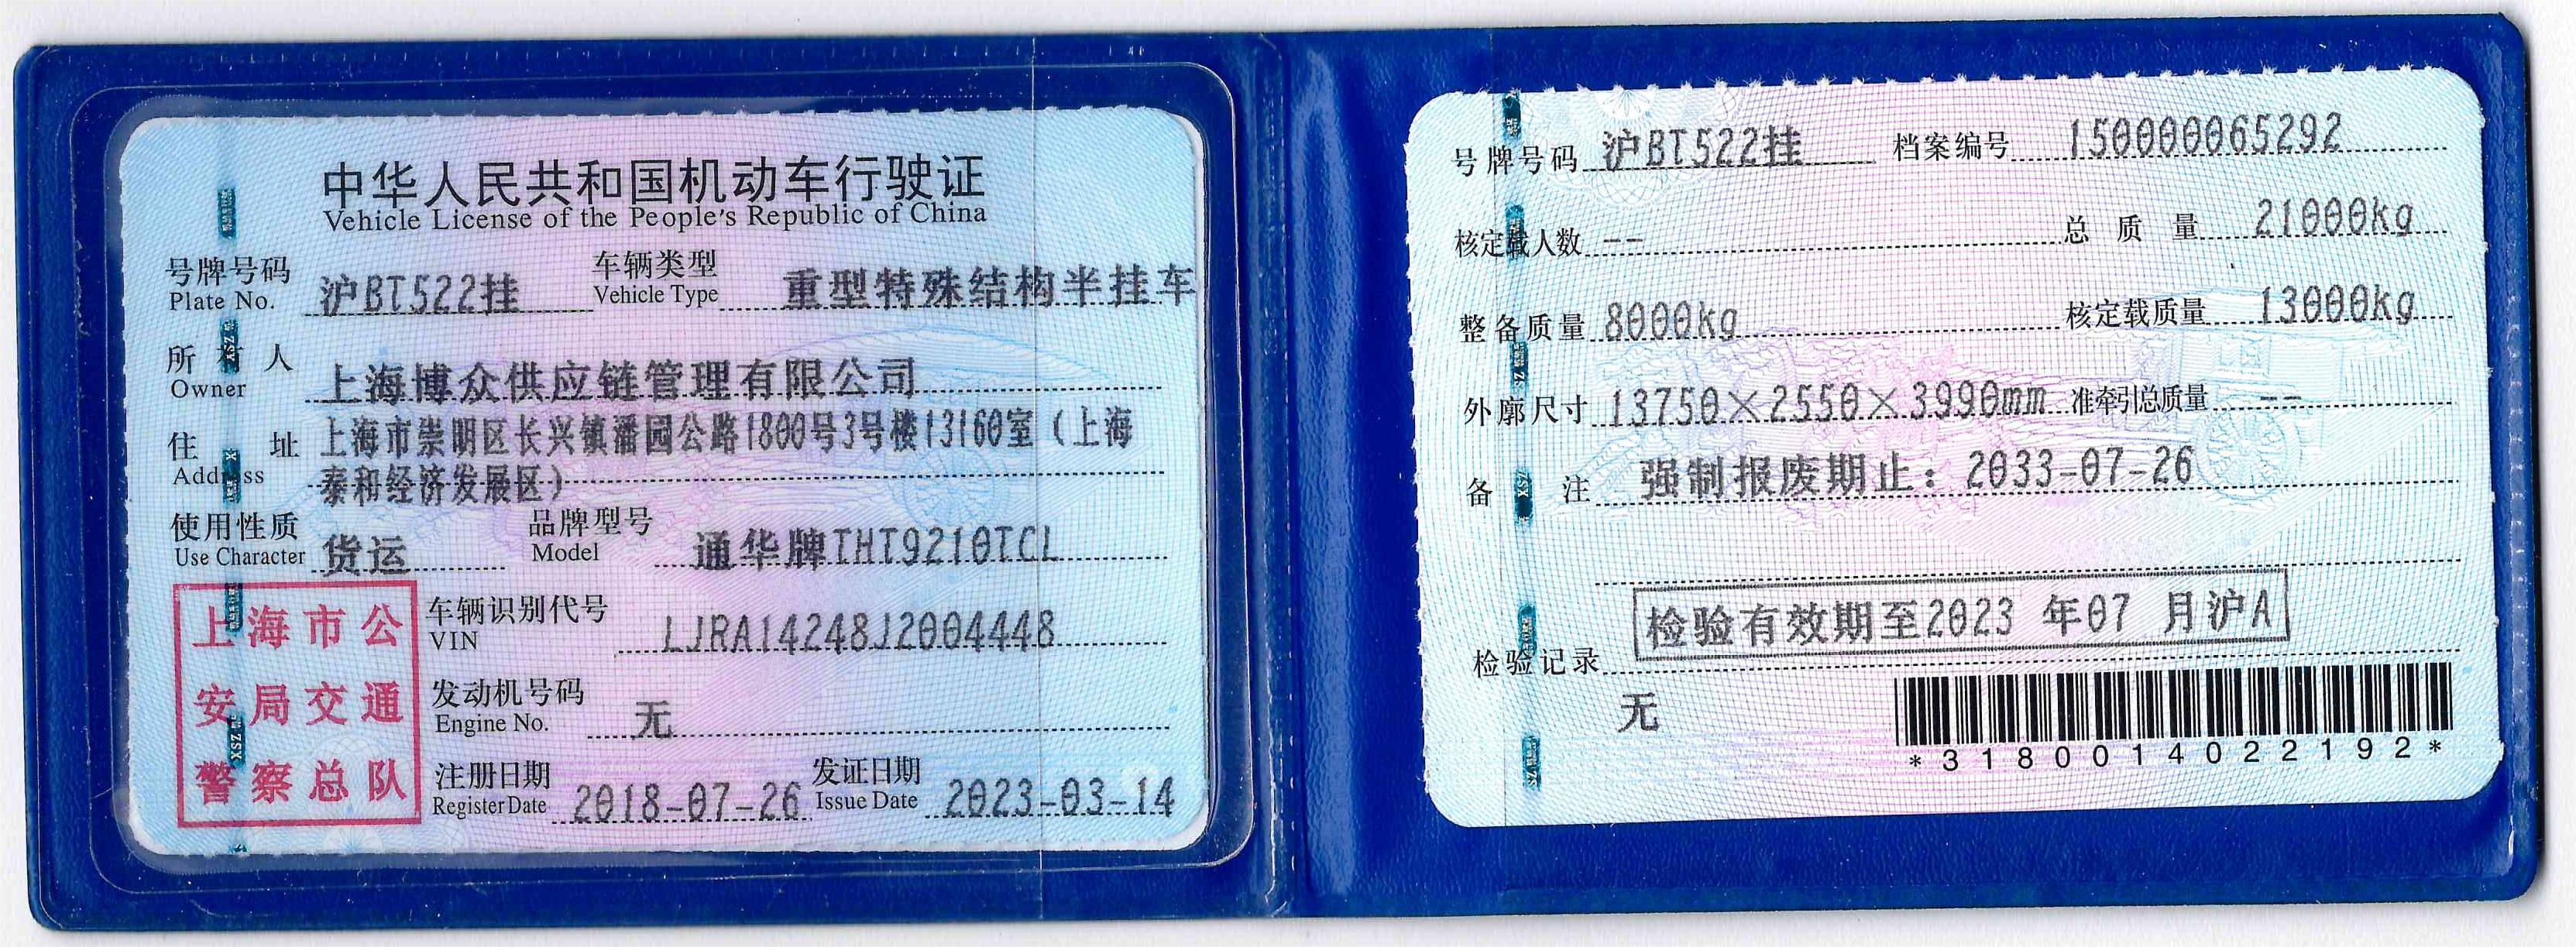 中华人民共和国机动车行驶证
Vehicle License of the People's Republic of China
号牌号码 沪BT522挂 车辆类型 重型特殊结构半挂车
Plate No. Vehicle Type
所有人 上海博众供应链管理有限公司
Owner
住址 上海市崇明区长兴镇潘园公路1800号3号楼13160室（上海
Address 泰和经济发展区）
使用性质 货运 品牌型号 通华牌THT9210TCL
Use Character Model
上海市公
安局交通
警察总队
车辆识别代号 LJRA14248J2004448
VIN
发动机号码 无
Engine No.
注册日期 2018-07-26 发证日期 2023-03-14
Register Date Issue Date
号牌号码 沪BT522挂 档案编号 150000065292
核定载人数 -- 总质量 21000kg
整备质量 8000kg 核定载质量 13000kg
外廓尺寸 13750×2550×3990mm 准牵引总质量 --
备注 强制报废期止：2033-07-26
检验有效期至2023 年07 月沪A
检验记录
无
*3180014022192*